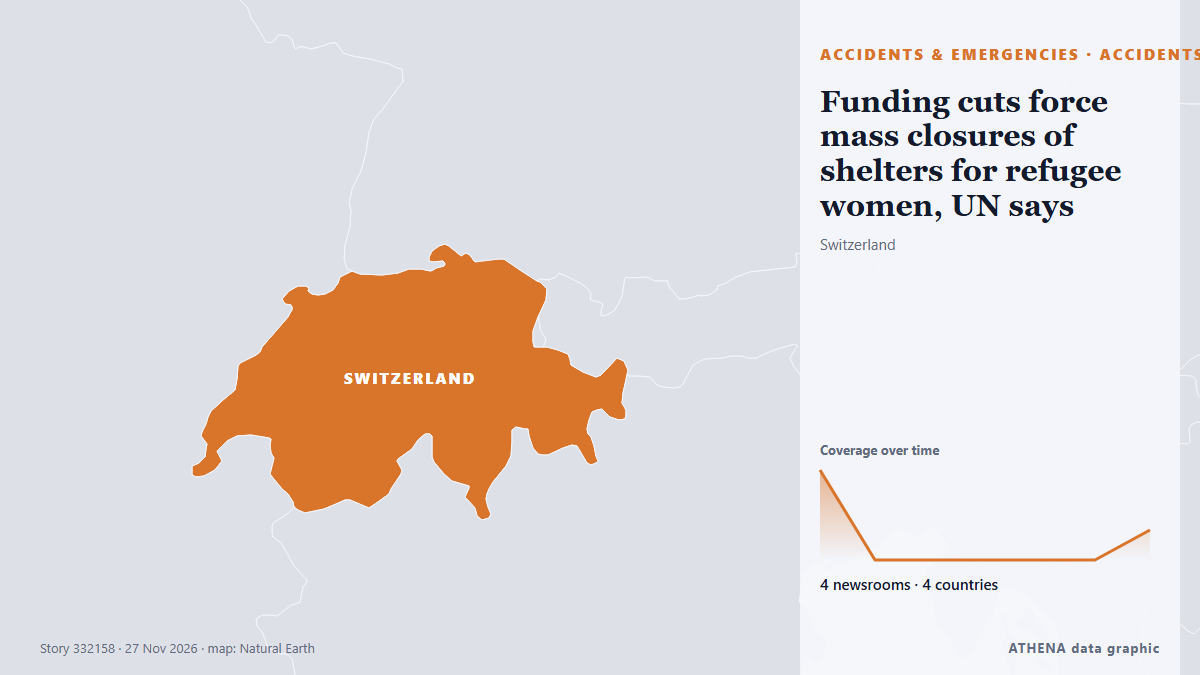 ACCIDENTS & EMERGENCIES · ACCIDENTS
Funding cuts force
mass closures of
shelters for refugee
women, UN says
Switzerland
SWITZERLAND
Coverage over time
4 newsrooms · 4 countries
Story 332158 · 27 Nov 2026 · map: Natural Earth
ATHENA data graphic